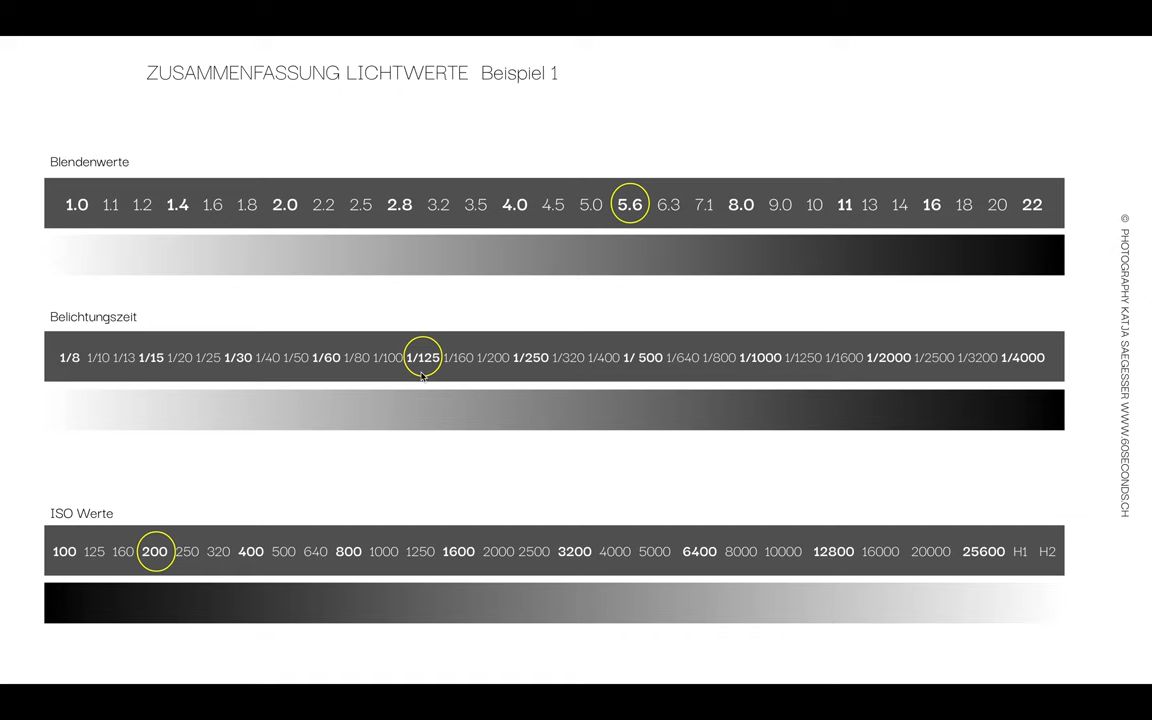 ZUSAMMENFASSUNG LICHTWERTE Beispiel 1
Blendenwerte
1.0 1.1 1.2 1.4 1.6 1.8 2.0 2.2 2.5 2.8 3.2 3.5 4.0 4.5 5.0 5.6 6.3 7.1 8.0 9.0 10 11 13 14 16 18 20 22
Belichtungszeit
1/8 1/10 1/13 1/15 1/20 1/25 1/30 1/40 1/50 1/60 1/80 1/100 1/125 1/160 1/200 1/250 1/320 1/400 1/ 500 1/640 1/800 1/1000 1/1250 1/1600 1/2000 1/2500 1/3200 1/4000
ISO Werte
100 125 160 200 250 320 400 500 640 800 1000 1250 1600 2000 2500 3200 4000 5000 6400 8000 10000 12800 16000 20000 25600 H1 H2
© PHOTOGRAPHY KATJA SAEGESSER WWW.60SECONDS.CH